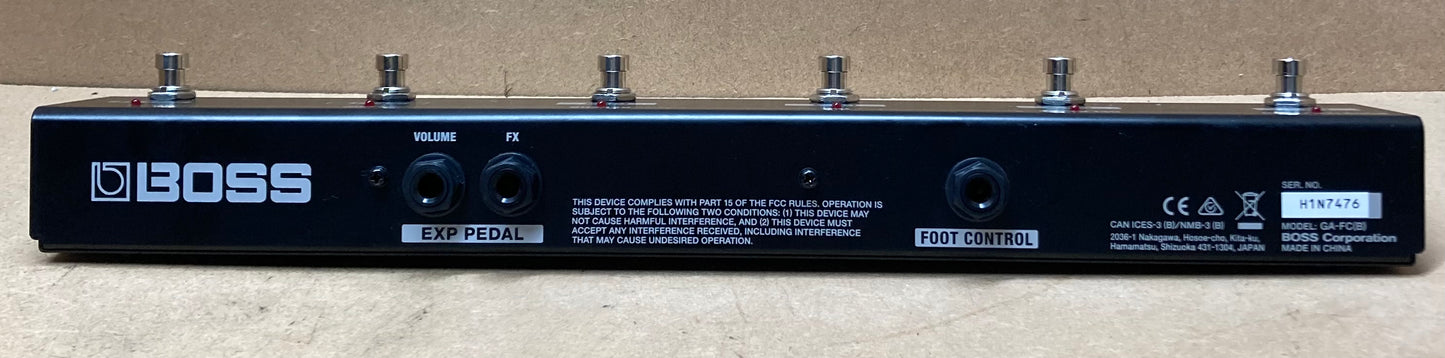 BOSS
VOLUME
FX
EXP PEDAL
THIS DEVICE COMPLIES WITH PART 15 OF THE FCC RULES. OPERATION IS
SUBJECT TO THE FOLLOWING TWO CONDITIONS: (1) THIS DEVICE MAY
NOT CAUSE HARMFUL INTERFERENCE, AND (2) THIS DEVICE MUST
ACCEPT ANY INTERFERENCE RECEIVED, INCLUDING INTERFERENCE
THAT MAY CAUSE UNDESIRED OPERATION.
FOOT CONTROL
CE
CAN ICES-3 (B)/NMB-3 (B)
2036-1 Nakagawa, Hosoe-cho, Kita-ku,
Hamamatsu, Shizuoka 431-1304, JAPAN
SER. NO.
H1N7476
MODEL: GA-FC(B)
BOSS Corporation
MADE IN CHINA